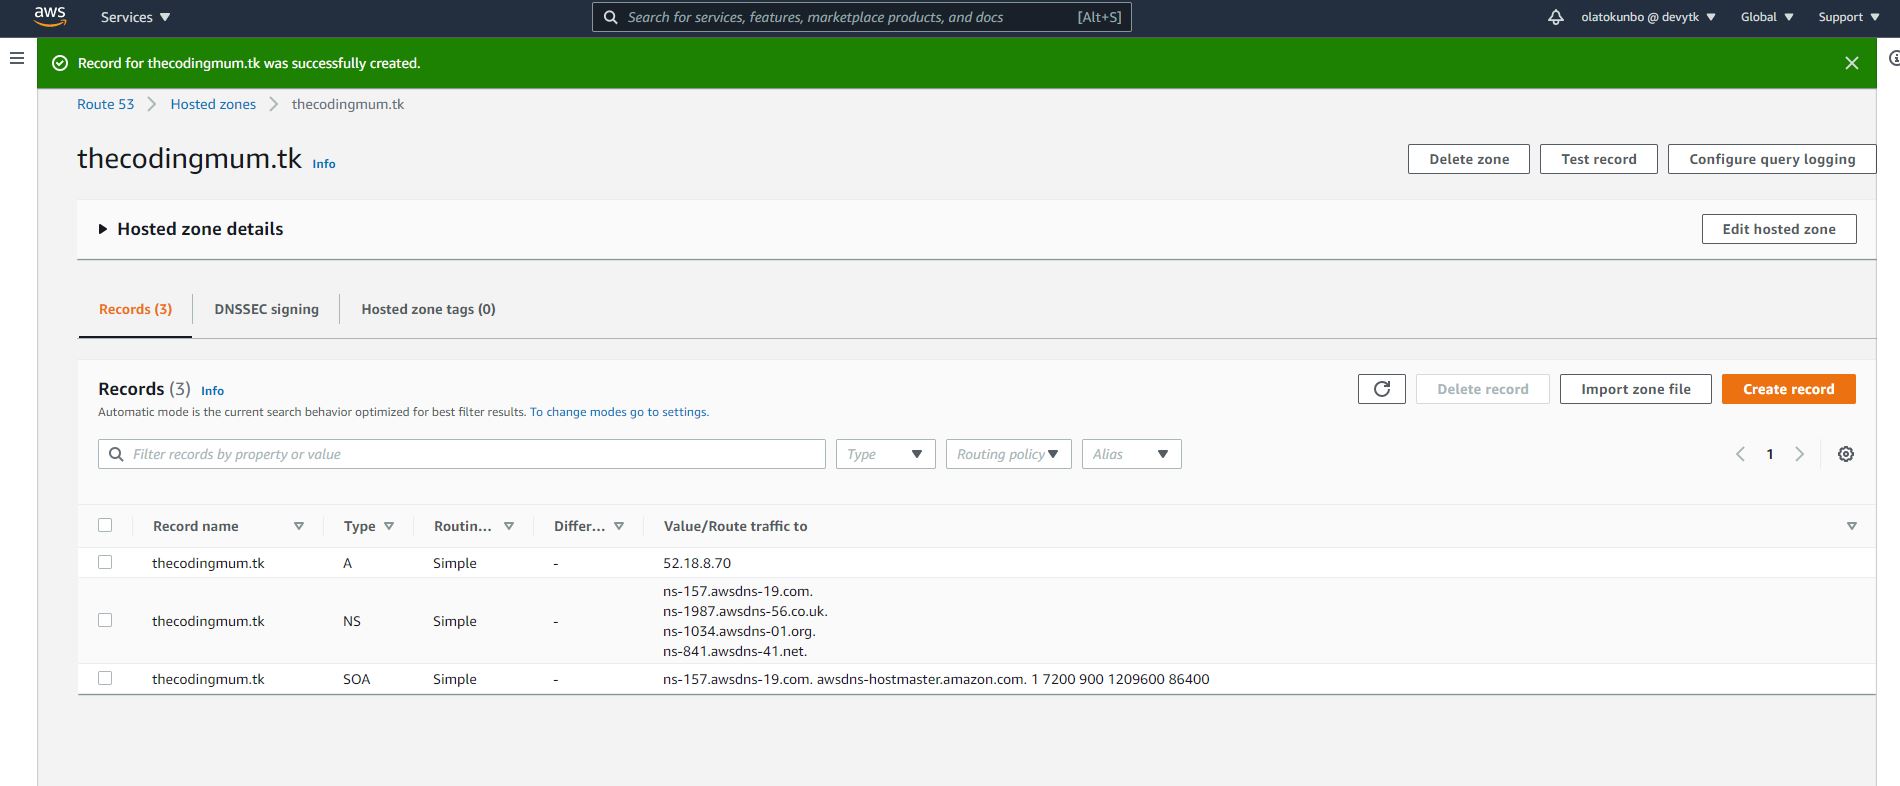 aws Services Search for services, features, marketplace products, and docs [Alt+S] olatokunbo @ devytk Global Support
Record for thecodingmum.tk was successfully created.
Route 53 Hosted zones thecodingmum.tk
thecodingmum.tk Info Delete zone Test record Configure query logging
Hosted zone details Edit hosted zone
Records (3) DNSSEC signing Hosted zone tags (0)
Records (3) Info Delete record Import zone file Create record
Automatic mode is the current search behavior optimized for best filter results. To change modes go to settings.
Filter records by property or value Type Routing policy Alias 1
Record name Type Routin... Differ... Value/Route traffic to
thecodingmum.tk A Simple - 52.18.8.70
ns-157.awsdns-19.com.
ns-1987.awsdns-56.co.uk.
thecodingmum.tk NS Simple -
ns-1034.awsdns-01.org.
ns-841.awsdns-41.net.
thecodingmum.tk SOA Simple - ns-157.awsdns-19.com. awsdns-hostmaster.amazon.com. 1 7200 900 1209600 86400